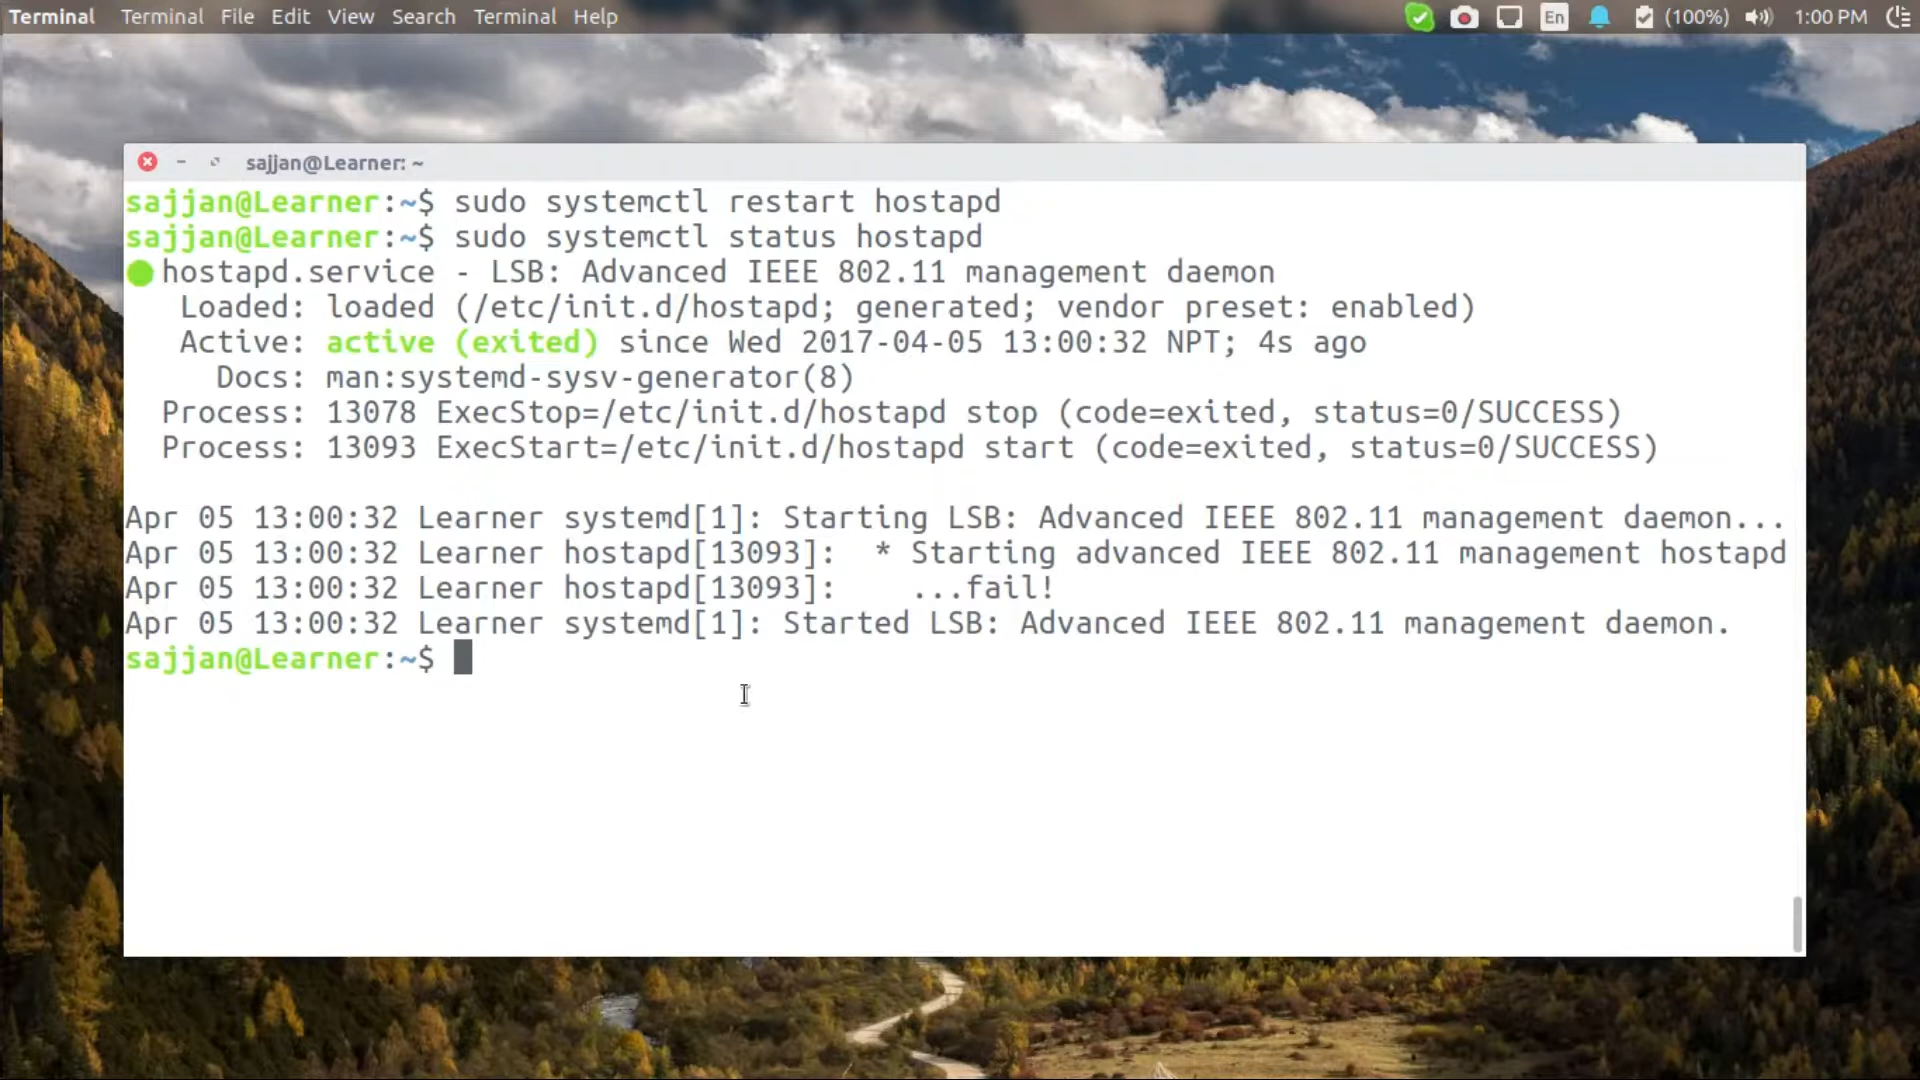 Terminal Terminal File Edit View Search Terminal Help En (100%) 1:00 PM
sajjan@Learner: ~
sajjan@Learner:~$ sudo systemctl restart hostapd
sajjan@Learner:~$ sudo systemctl status hostapd
hostapd.service - LSB: Advanced IEEE 802.11 management daemon
Loaded: loaded (/etc/init.d/hostapd; generated; vendor preset: enabled)
Active: active (exited) since Wed 2017-04-05 13:00:32 NPT; 4s ago
Docs: man:systemd-sysv-generator(8)
Process: 13078 ExecStop=/etc/init.d/hostapd stop (code=exited, status=0/SUCCESS)
Process: 13093 ExecStart=/etc/init.d/hostapd start (code=exited, status=0/SUCCESS)
Apr 05 13:00:32 Learner systemd[1]: Starting LSB: Advanced IEEE 802.11 management daemon...
Apr 05 13:00:32 Learner hostapd[13093]:  * Starting advanced IEEE 802.11 management hostapd
Apr 05 13:00:32 Learner hostapd[13093]:    ...fail!
Apr 05 13:00:32 Learner systemd[1]: Started LSB: Advanced IEEE 802.11 management daemon.
sajjan@Learner:~$